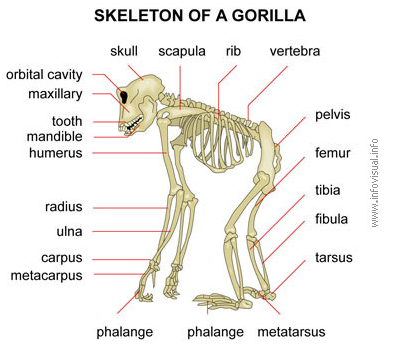 SKELETON OF A GORILLA
skull
scapula
rib
vertebra
orbital cavity
maxillary
tooth
mandible
humerus
radius
ulna
carpus
metacarpus
phalange
phalange
metatarsus
pelvis
femur
tibia
fibula
tarsus
www.infovisual.info